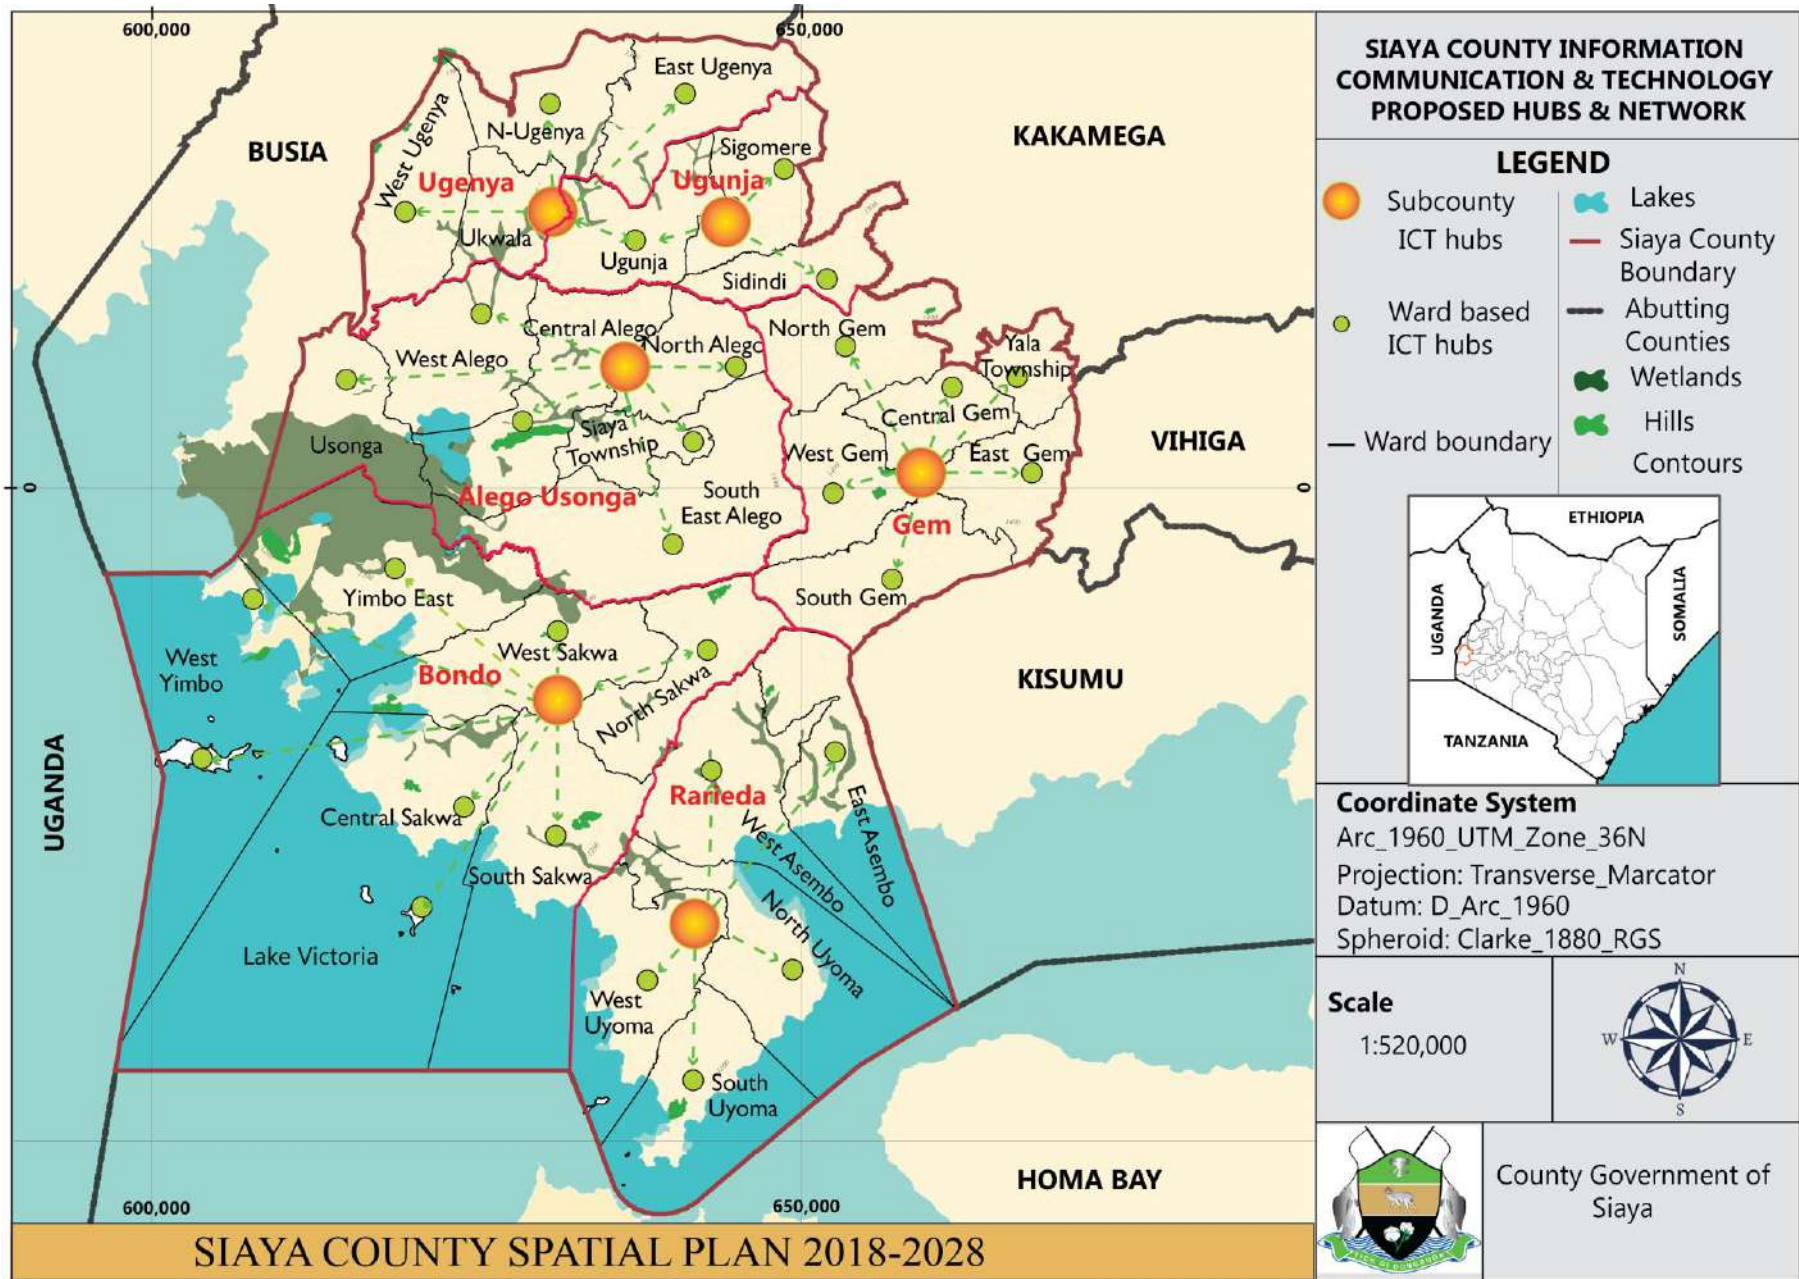 600,000
650,000
East Ugenya
N-Ugenya
West Ugenya
BUSIA
KAKAMEGA
Sigomere
Ugenya
Ugunja
Ukwala
Ugunja
Sidindi
Central Alego
North Alego
West Alego
North Gem
Yala
Township
Central Gem
Usonga
Siaya
Township
West Gem
East Gem
VIHIGA
0
0
Alego Usonga
South
East Alego
Gem
South Gem
Yimbo East
West
Yimbo
West Sakwa
Bondo
North Sakwa
KISUMU
UGANDA
Rarieda
Central Sakwa
West Asembo
East Asembo
South Sakwa
North Uyoma
Lake Victoria
West
Uyoma
South
Uyoma
HOMA BAY
600,000
650,000
SIAYA COUNTY SPATIAL PLAN 2018-2028
SIAYA COUNTY INFORMATION
COMMUNICATION & TECHNOLOGY
PROPOSED HUBS & NETWORK
LEGEND
Subcounty
ICT hubs
Ward based
ICT hubs
Ward boundary
Lakes
Siaya County
Boundary
Abutting
Counties
Wetlands
Hills
Contours
ETHIOPIA
UGANDA
SOMALIA
TANZANIA
Coordinate System
Arc_1960_UTM_Zone_36N
Projection: Transverse_Marcator
Datum: D_Arc_1960
Spheroid: Clarke_1880_RGS
Scale
1:520,000
N
W
E
S
County Government of
Siaya